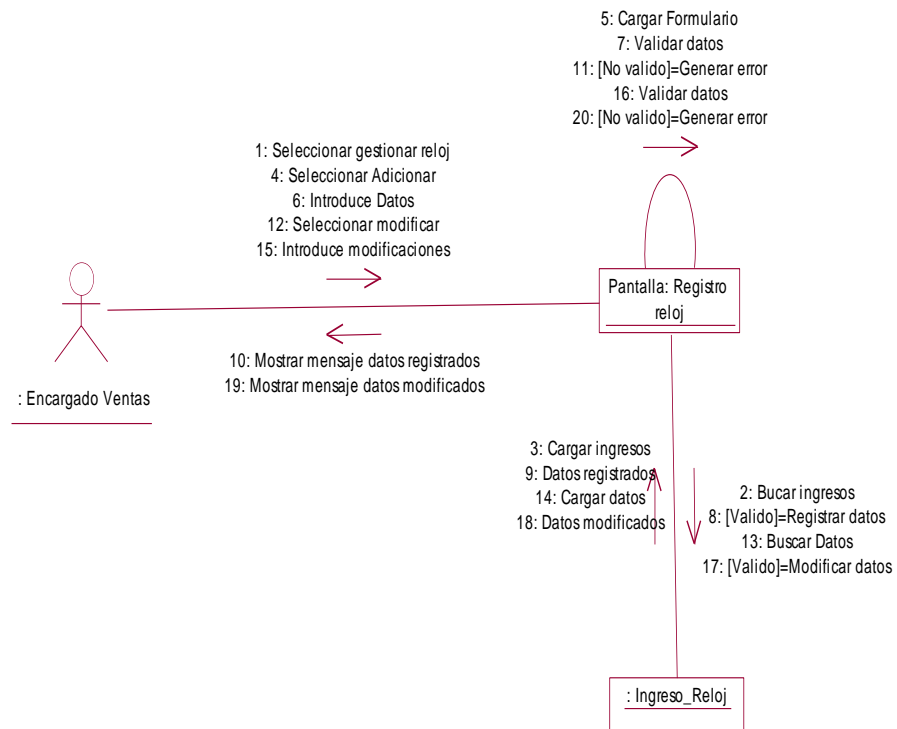 5: Cargar Formulario
7: Validar datos
11: [No valido]=Generar error
16: Validar datos
20: [No valido]=Generar error
1: Seleccionar gestionar reloj
4: Seleccionar Adicionar
6: Introduce Datos
12: Seleccionar modificar
15: Introduce modificaciones
Pantalla: Registro
reloj
10: Mostrar mensaje datos registrados
19: Mostrar mensaje datos modificados
: Encargado Ventas
3: Cargar ingresos
9: Datos registrados
14: Cargar datos
18: Datos modificados
2: Bucar ingresos
8: [Valido]=Registrar datos
13: Buscar Datos
17: [Valido]=Modificar datos
: Ingreso_Reloj